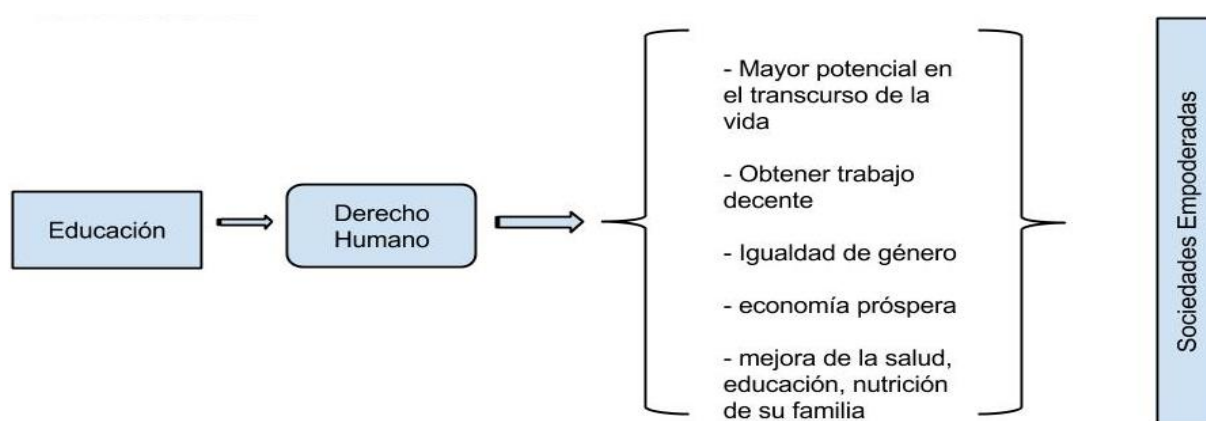 Educación
Derecho
Humano
- Mayor potencial en
el transcurso de la
vida
- Obtener trabajo
decente
- Igualdad de género
- economía próspera
- mejora de la salud,
educación, nutrición
de su familia
Sociedades Empoderadas